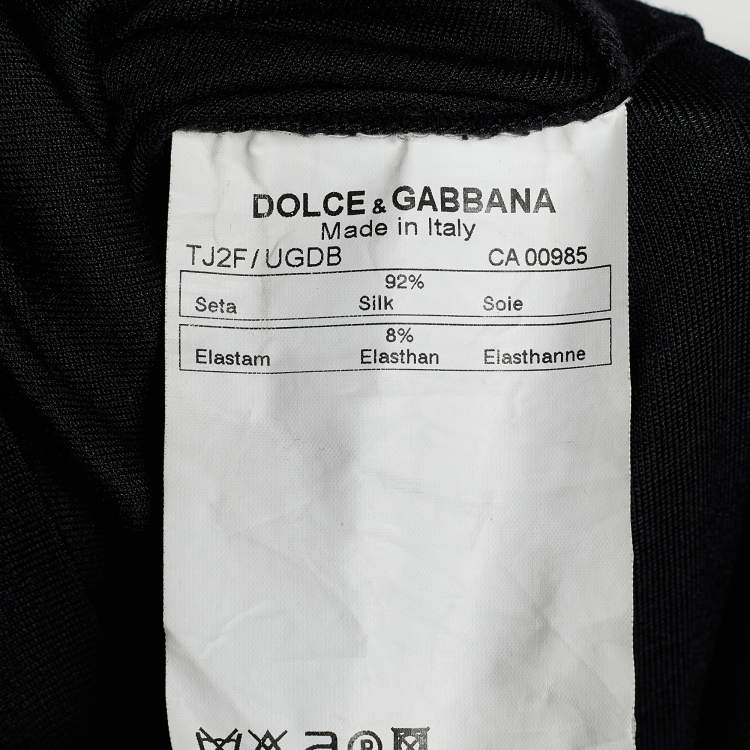 DOLCE & GABBANA
Made in Italy
TJ2F/UGDB CA 00985
92%
Seta Silk Soie
8%
Elastam Elasthan Elasthanne
P